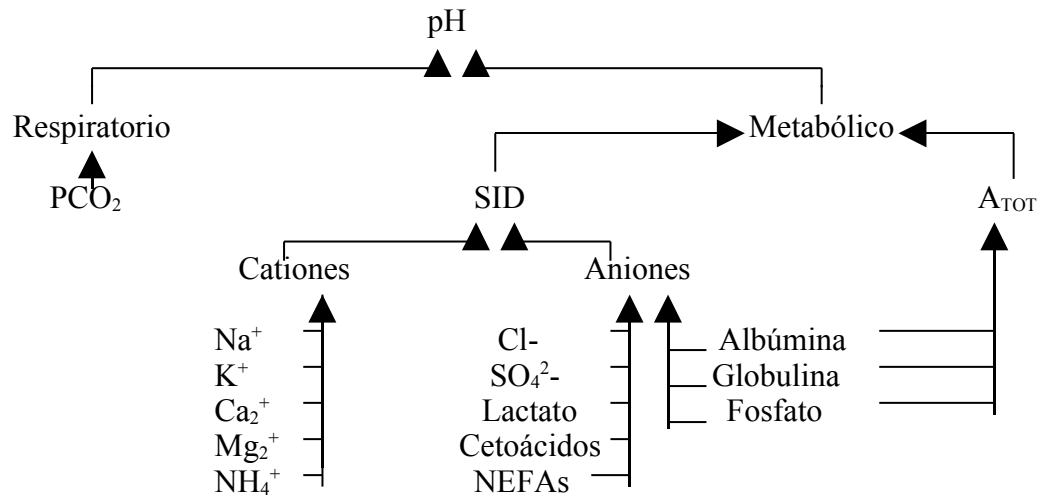 pH
Respiratorio Metabólico
PCO₂ SID A_TOT
Cationes Aniones
Na⁺ Cl- Albúmina
K⁺ SO₄²- Globulina
Ca₂⁺ Lactato Fosfato
Mg₂⁺ Cetoácidos
NH₄⁺ NEFAs